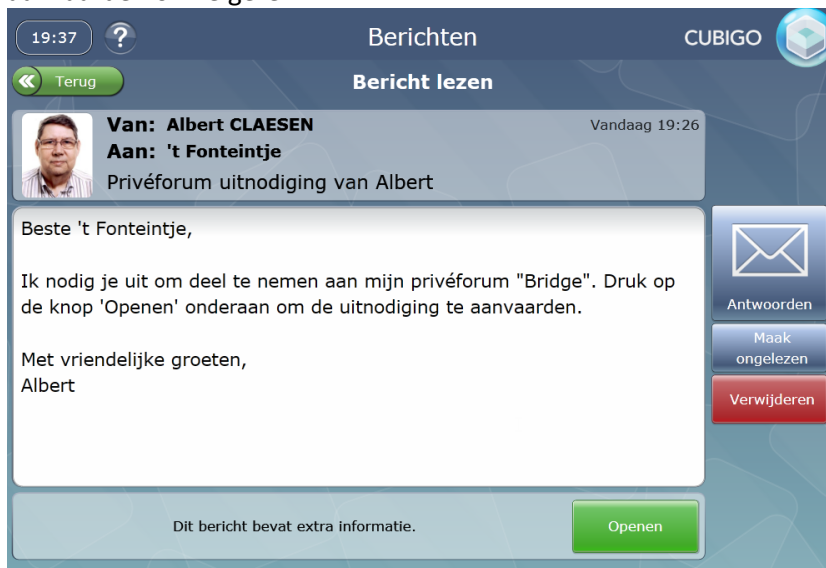 19:37
?
Berichten
CUBIGO
Terug
Bericht lezen
Van: Albert CLAESEN
Vandaag 19:26
Aan: 't Fonteintje
Privéforum uitnodiging van Albert
Beste 't Fonteintje,
Ik nodig je uit om deel te nemen aan mijn privéforum "Bridge". Druk op
de knop 'Openen' onderaan om de uitnodiging te aanvaarden.
Met vriendelijke groeten,
Albert
Antwoorden
Maak
ongelezen
Verwijderen
Dit bericht bevat extra informatie.
Openen